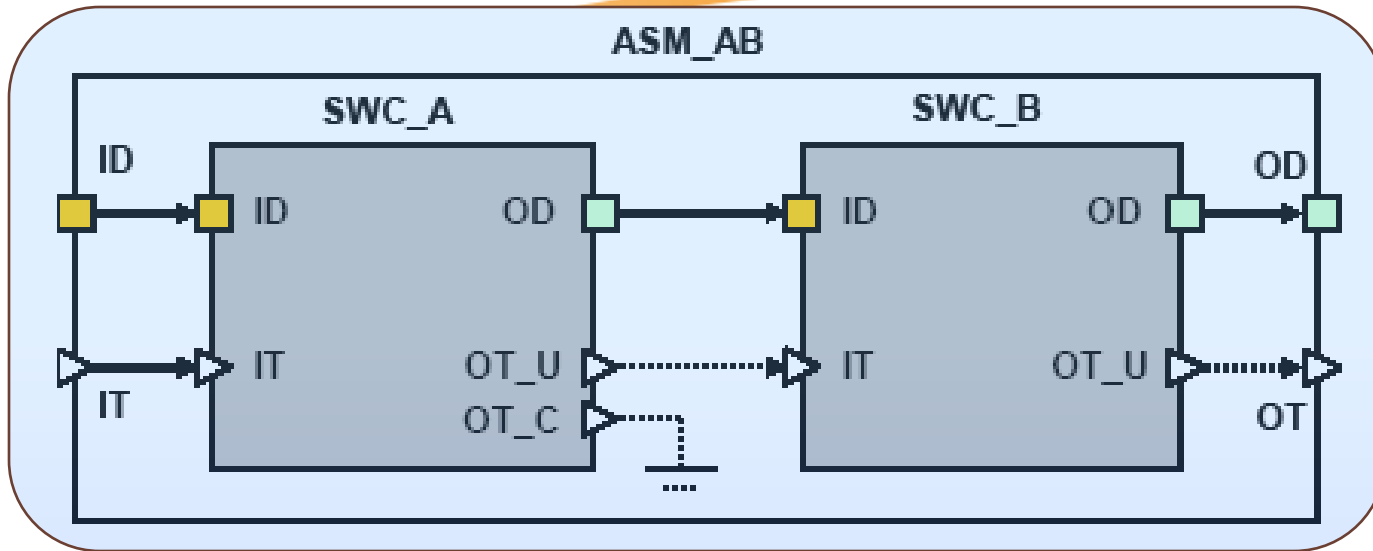 ASM_AB
SWC_A
SWC_B
ID
OD
ID
OD
ID
OD
IT
OT_U
IT
OT_U
IT
OT_C
OT